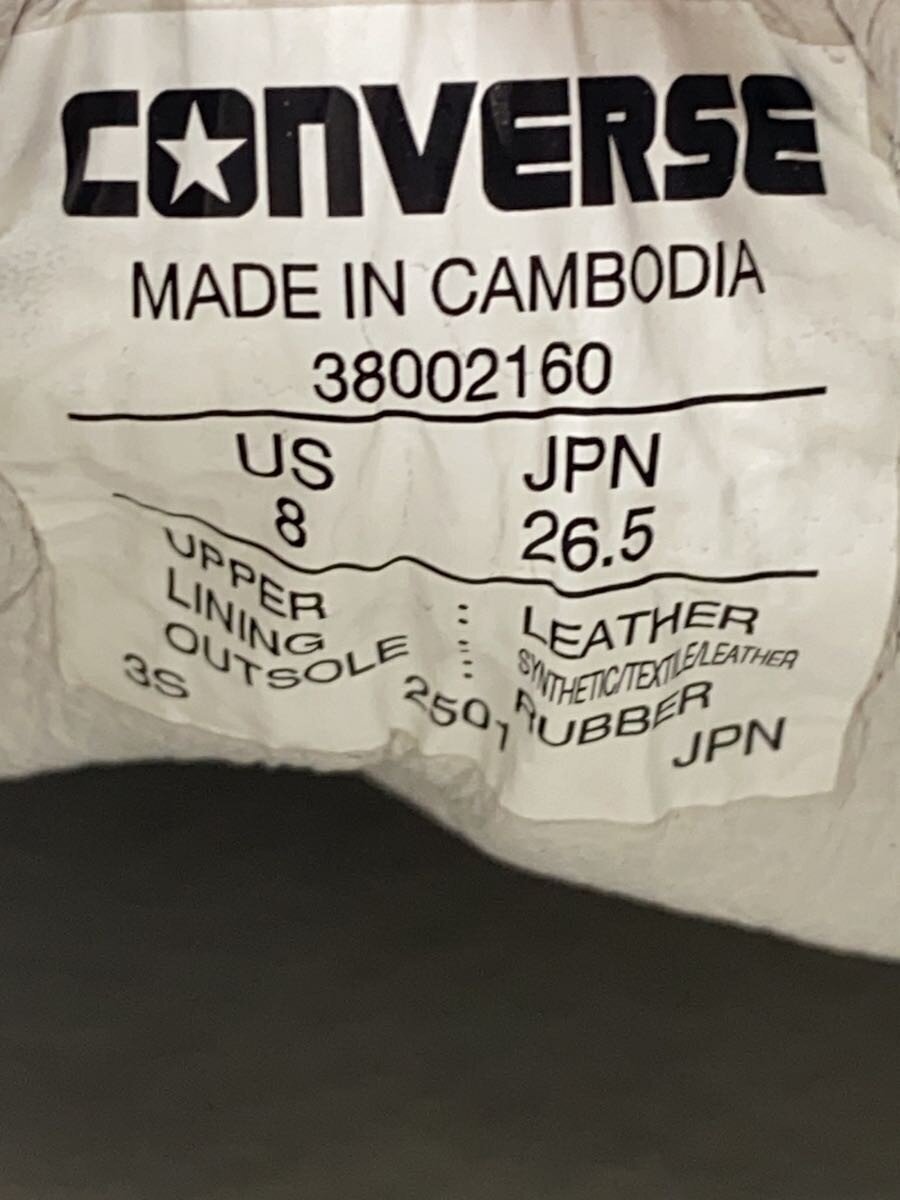 CONVERSE
MADE IN CAMBODIA
38002160
US JPN
8 26.5
UPPER : LEATHER
LINING : SYNTHETIC/TEXTILE/LEATHER
OUTSOLE : RUBBER
3S 2501 JPN